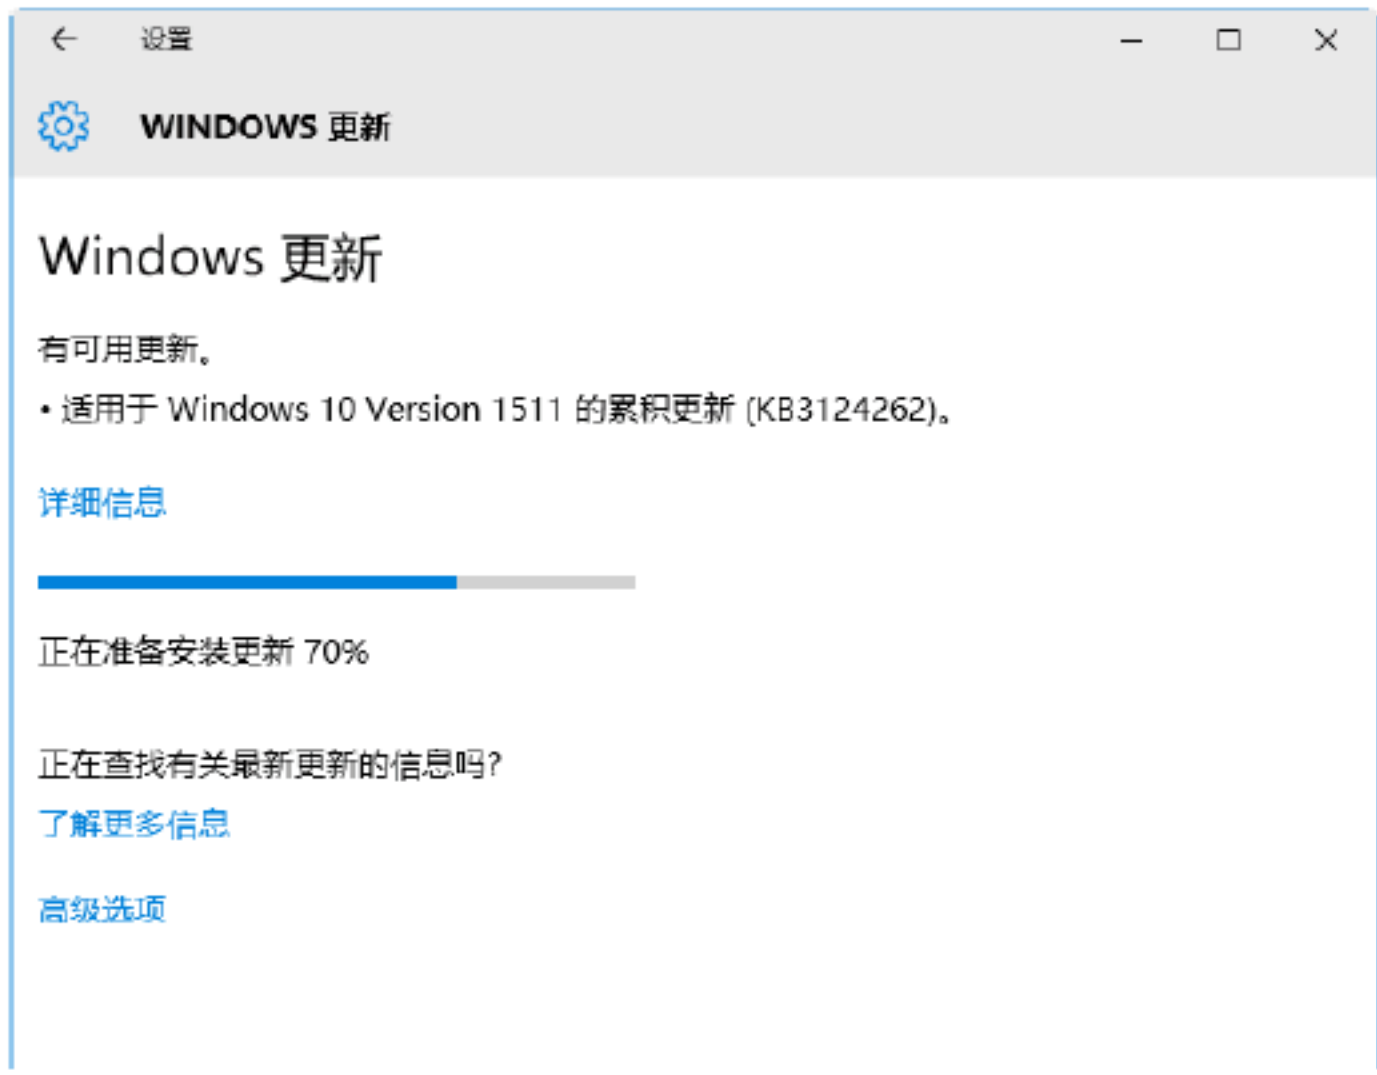 设置
WINDOWS 更新
Windows 更新
有可用更新。
• 适用于 Windows 10 Version 1511 的累积更新 (KB3124262)。
详细信息
正在准备安装更新 70%
正在查找有关最新更新的信息吗?
了解更多信息
高级选项